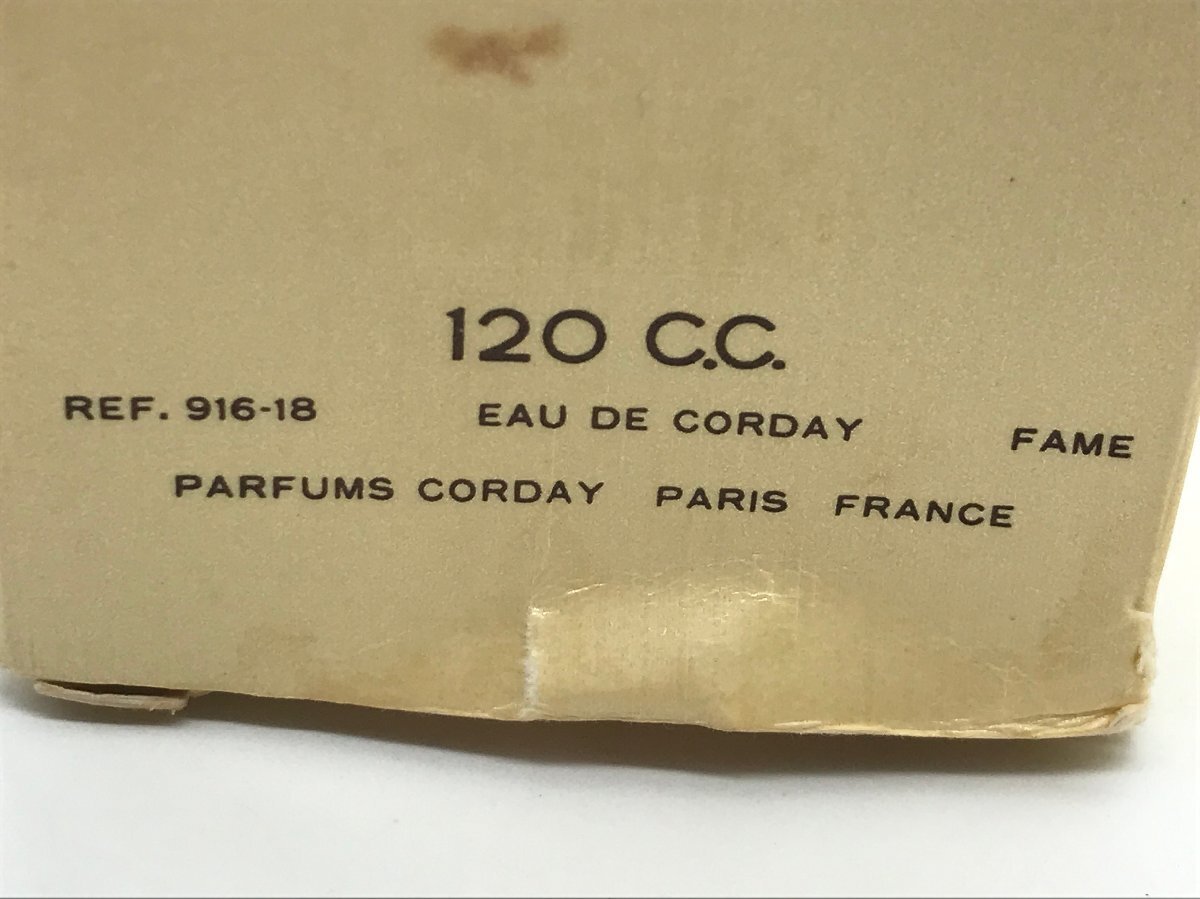 120 C.C.
REF. 916-18 EAU DE CORDAY FAME
PARFUMS CORDAY PARIS FRANCE